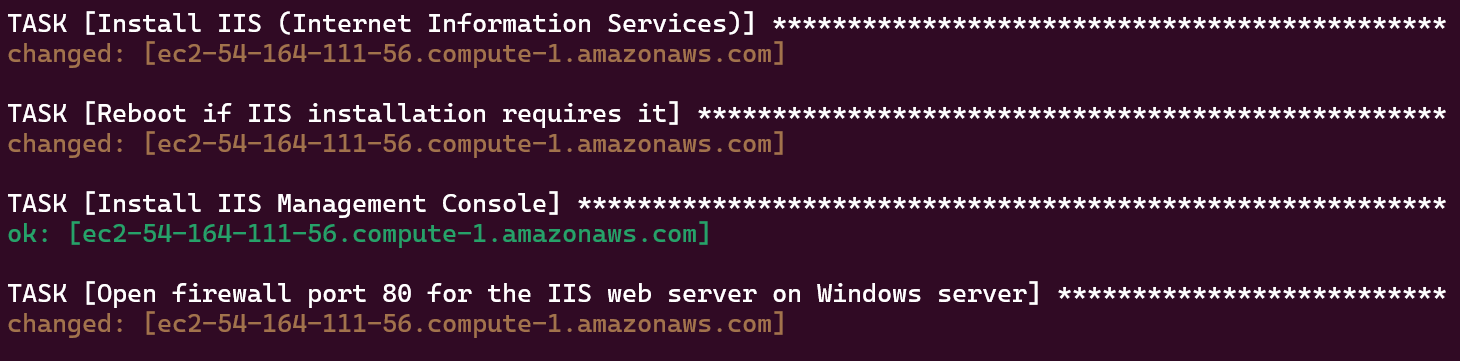 TASK [Install IIS (Internet Information Services)] *********************************************
changed: [ec2-54-164-111-56.compute-1.amazonaws.com]
TASK [Reboot if IIS installation requires it] **************************************************
changed: [ec2-54-164-111-56.compute-1.amazonaws.com]
TASK [Install IIS Management Console] **********************************************************
ok: [ec2-54-164-111-56.compute-1.amazonaws.com]
TASK [Open firewall port 80 for the IIS web server on Windows server] **************************
changed: [ec2-54-164-111-56.compute-1.amazonaws.com]